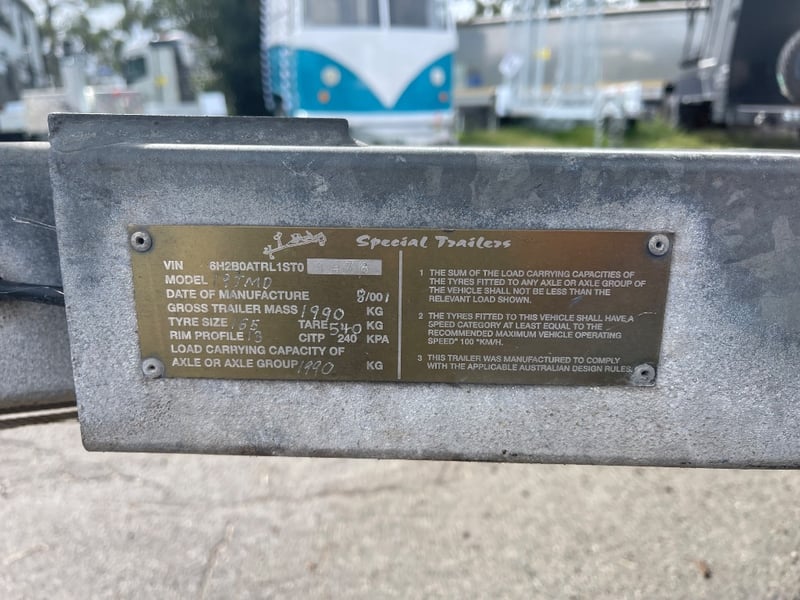 Special Trailers
VIN 6H2B0ATRL1ST0
MODEL
DATE OF MANUFACTURE 8/001
GROSS TRAILER MASS 1990 KG
TYRE SIZE 165 TARE 540 KG
RIM PROFILE 13 CITP 240 KPA
LOAD CARRYING CAPACITY OF
AXLE OR AXLE GROUP 1990 KG
1 THE SUM OF THE LOAD CARRYING CAPACITIES OF
THE TYRES FITTED TO ANY AXLE OR AXLE GROUP OF
THE VEHICLE SHALL NOT BE LESS THAN THE
RELEVANT LOAD SHOWN.
2 THE TYRES FITTED TO THIS VEHICLE SHALL HAVE A
SPEED CATEGORY AT LEAST EQUAL TO THE
RECOMMENDED MAXIMUM VEHICLE OPERATING
SPEED" 100 "KM/H.
3 THIS TRAILER WAS MANUFACTURED TO COMPLY
WITH THE APPLICABLE AUSTRALIAN DESIGN RULES.